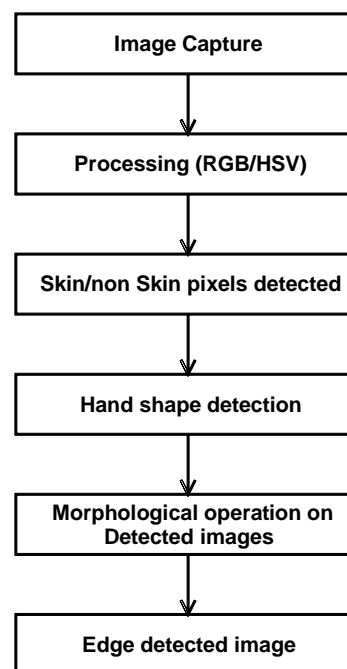 Image Capture
Processing (RGB/HSV)
Skin/non Skin pixels detected
Hand shape detection
Morphological operation on
Detected images
Edge detected image